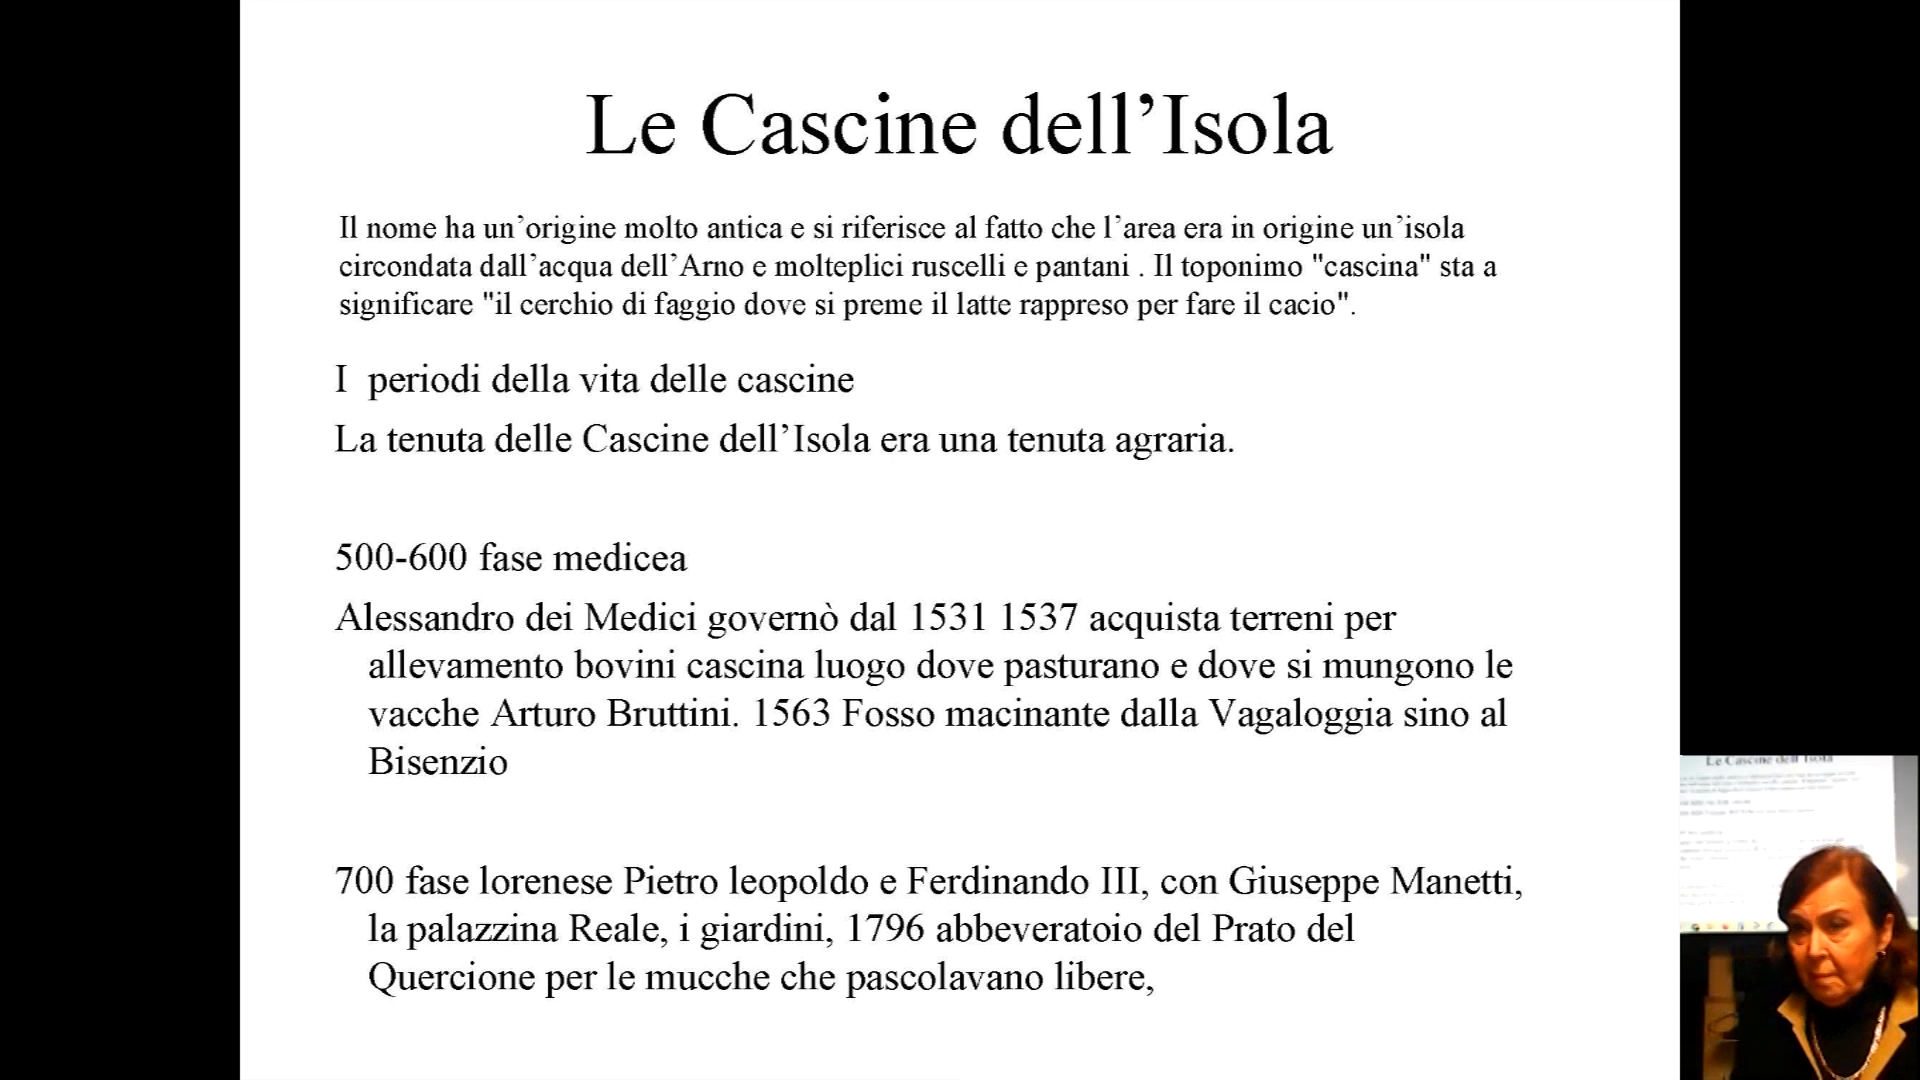 Le Cascine dell’Isola
Il nome ha un’origine molto antica e si riferisce al fatto che l’area era in origine un’isola
circondata dall’acqua dell’Arno e molteplici ruscelli e pantani . Il toponimo "cascina" sta a
significare "il cerchio di faggio dove si preme il latte rappreso per fare il cacio".
I  periodi della vita delle cascine
La tenuta delle Cascine dell’Isola era una tenuta agraria.
500-600 fase medicea
Alessandro dei Medici governò dal 1531 1537 acquista terreni per
allevamento bovini cascina luogo dove pasturano e dove si mungono le
vacche Arturo Bruttini. 1563 Fosso macinante dalla Vagaloggia sino al
Bisenzio
700 fase lorenese Pietro leopoldo e Ferdinando III, con Giuseppe Manetti,
la palazzina Reale, i giardini, 1796 abbeveratoio del Prato del
Quercione per le mucche che pascolavano libere,
Le Cascine dell’Isola